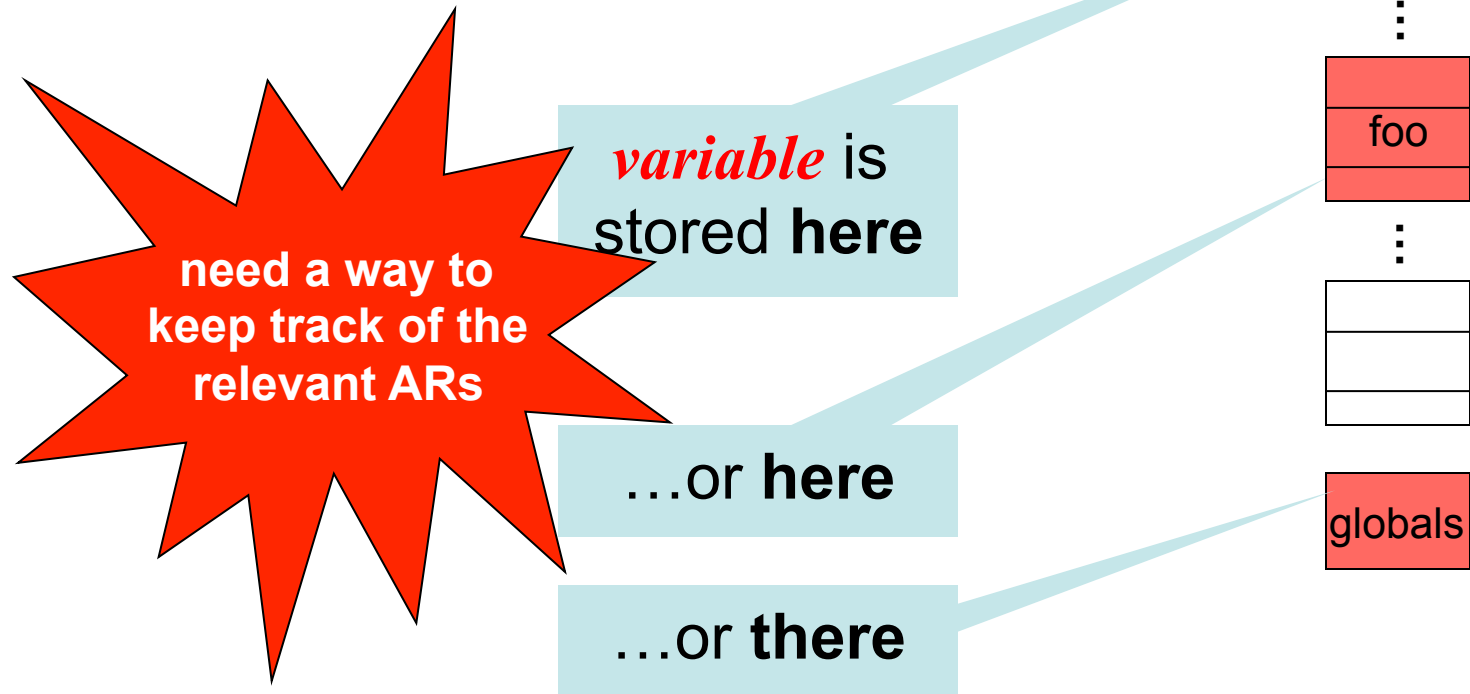 variable is
stored here
need a way to
keep track of the
relevant ARs
…or here
…or there
⋮
foo
⋮
globals